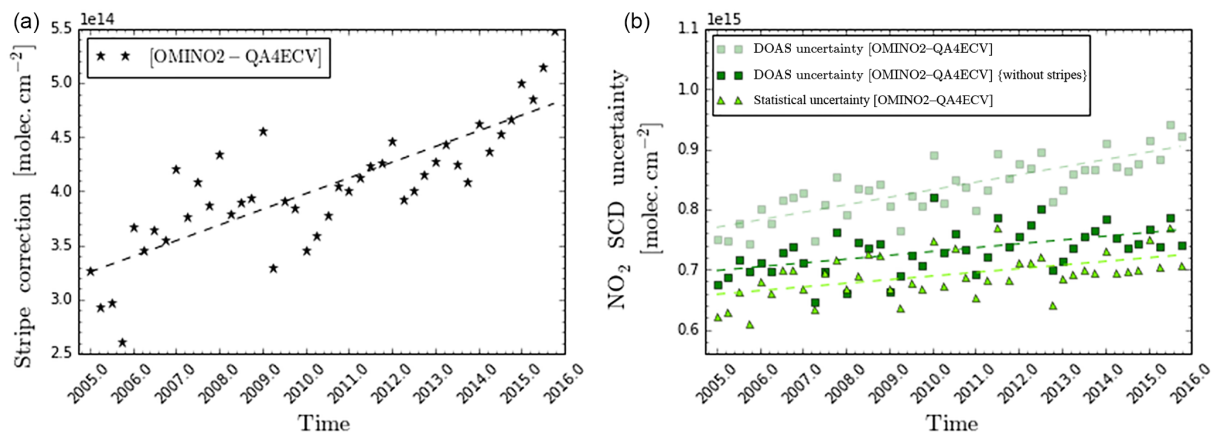 (a)
1e14
[OMINO2 − QA4ECV]
5.5
5.0
4.5
4.0
3.5
3.0
2.5
Stripe correction [molec. cm−2]
2005.0
2006.0
2007.0
2008.0
2009.0
2010.0
2011.0
2012.0
2013.0
2014.0
2015.0
2016.0
Time
(b)
1e15
DOAS uncertainty [OMINO2–QA4ECV]
DOAS uncertainty [OMINO2–QA4ECV] {without stripes}
Statistical uncertainty [OMINO2–QA4ECV]
1.1
1.0
0.9
0.8
0.7
0.6
NO2 SCD uncertainty
[molec. cm−2]
2005.0
2006.0
2007.0
2008.0
2009.0
2010.0
2011.0
2012.0
2013.0
2014.0
2015.0
2016.0
Time